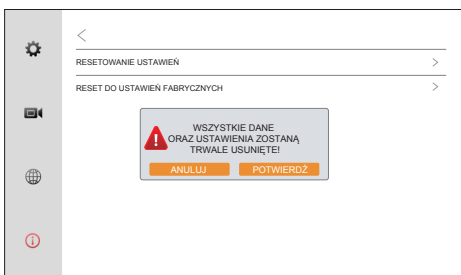 RESETOWANIE USTAWIEŃ
RESET DO USTAWIEŃ FABRYCZNYCH
WSZYSTKIE DANE
ORAZ USTAWIENIA ZOSTANĄ
TRWALE USUNIĘTE!
ANULUJ POTWIERDŹ